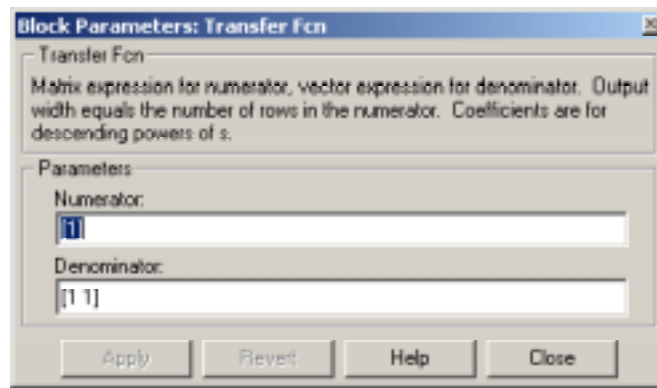 Block Parameters: Transfer Fcn
Transfer Fcn
Matrix expression for numerator, vector expression for denominator. Output
width equals the number of rows in the numerator. Coefficients are for
descending powers of s.
Parameters
Numerator:
[1]
Denominator:
[1 1]
Apply Revert Help Close